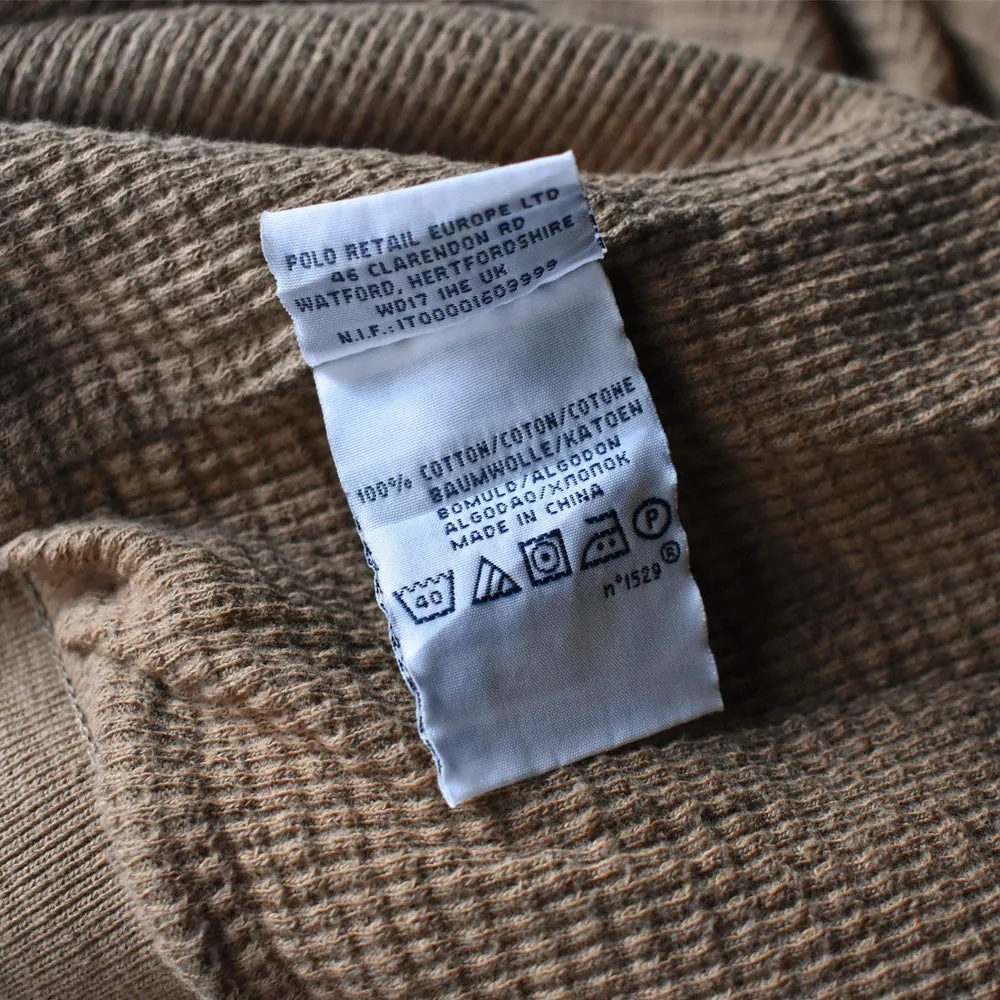 POLO RETAIL EUROPE LTD
46 CLARENDON RD
WATFORD, HERTFORDSHIRE
WD17 1HE UK
N.I.F.: IT00001609999
100% COTTON/COTON/COTONE
BAUMWOLLE/KATOEN
BOMULD/ALGODON
ALGODAO/ХЛОПОК
MADE IN CHINA
40 P
n°1529 ®